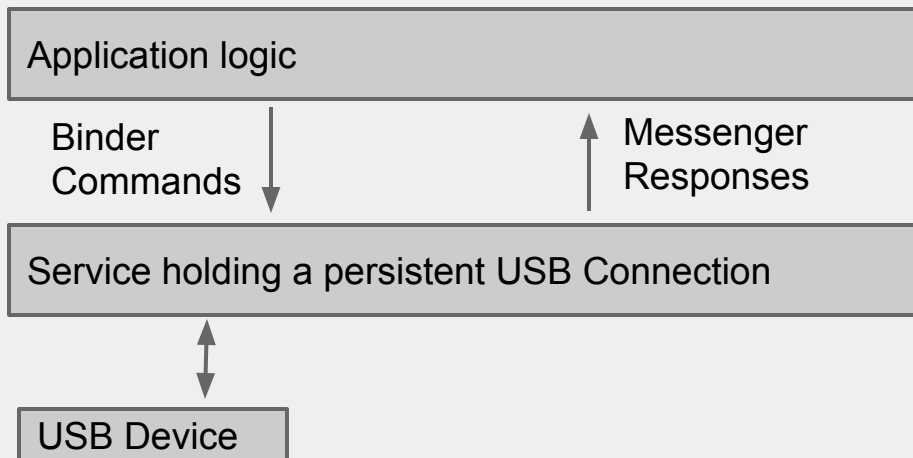 Application logic
Binder
Commands
Messenger
Responses
Service holding a persistent USB Connection
USB Device